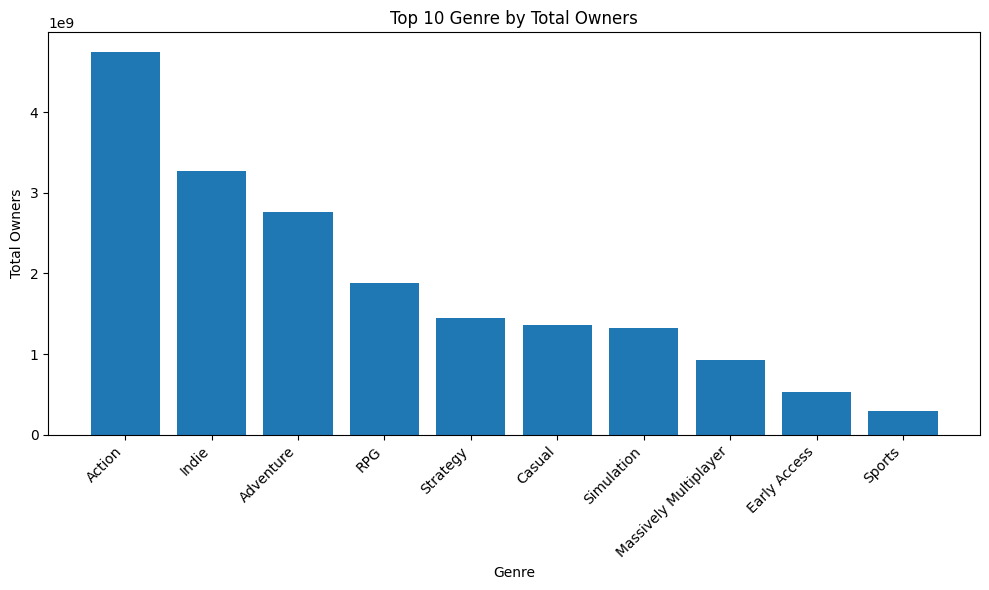 Top 10 Genre by Total Owners
1e9
Total Owners
4
3
2
1
0
Action
Indie
Adventure
RPG
Strategy
Casual
Simulation
Massively Multiplayer
Early Access
Sports
Genre